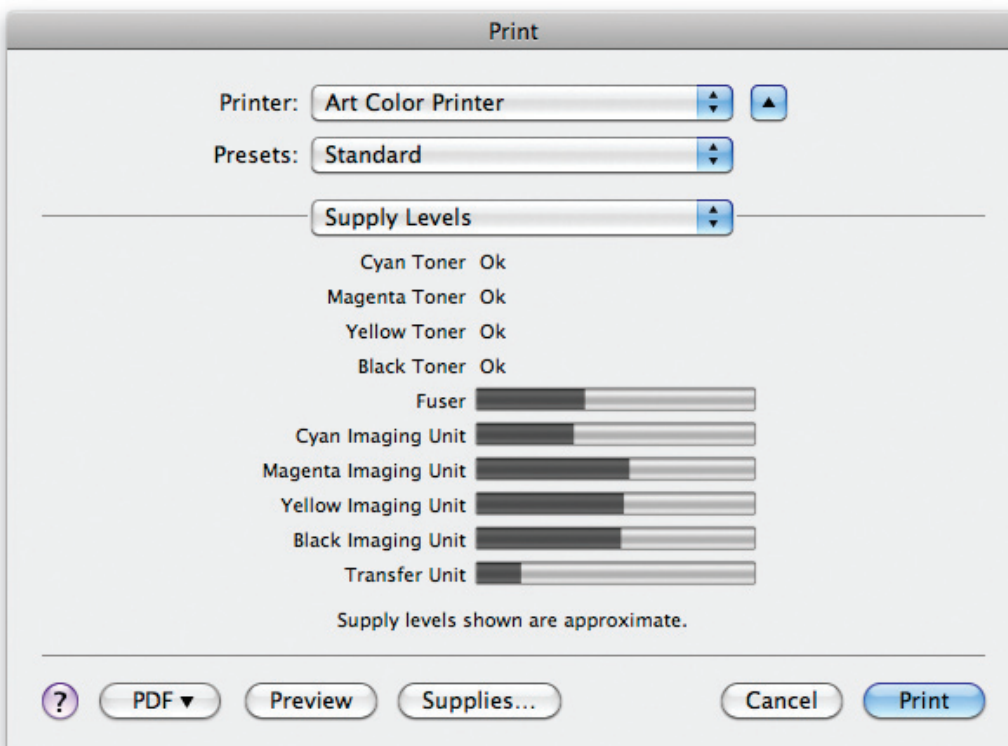 Print
Printer: Art Color Printer
Presets: Standard
Supply Levels
Cyan Toner Ok
Magenta Toner Ok
Yellow Toner Ok
Black Toner Ok
Fuser
Cyan Imaging Unit
Magenta Imaging Unit
Yellow Imaging Unit
Black Imaging Unit
Transfer Unit
Supply levels shown are approximate.
? PDF ▼ Preview Supplies... Cancel Print